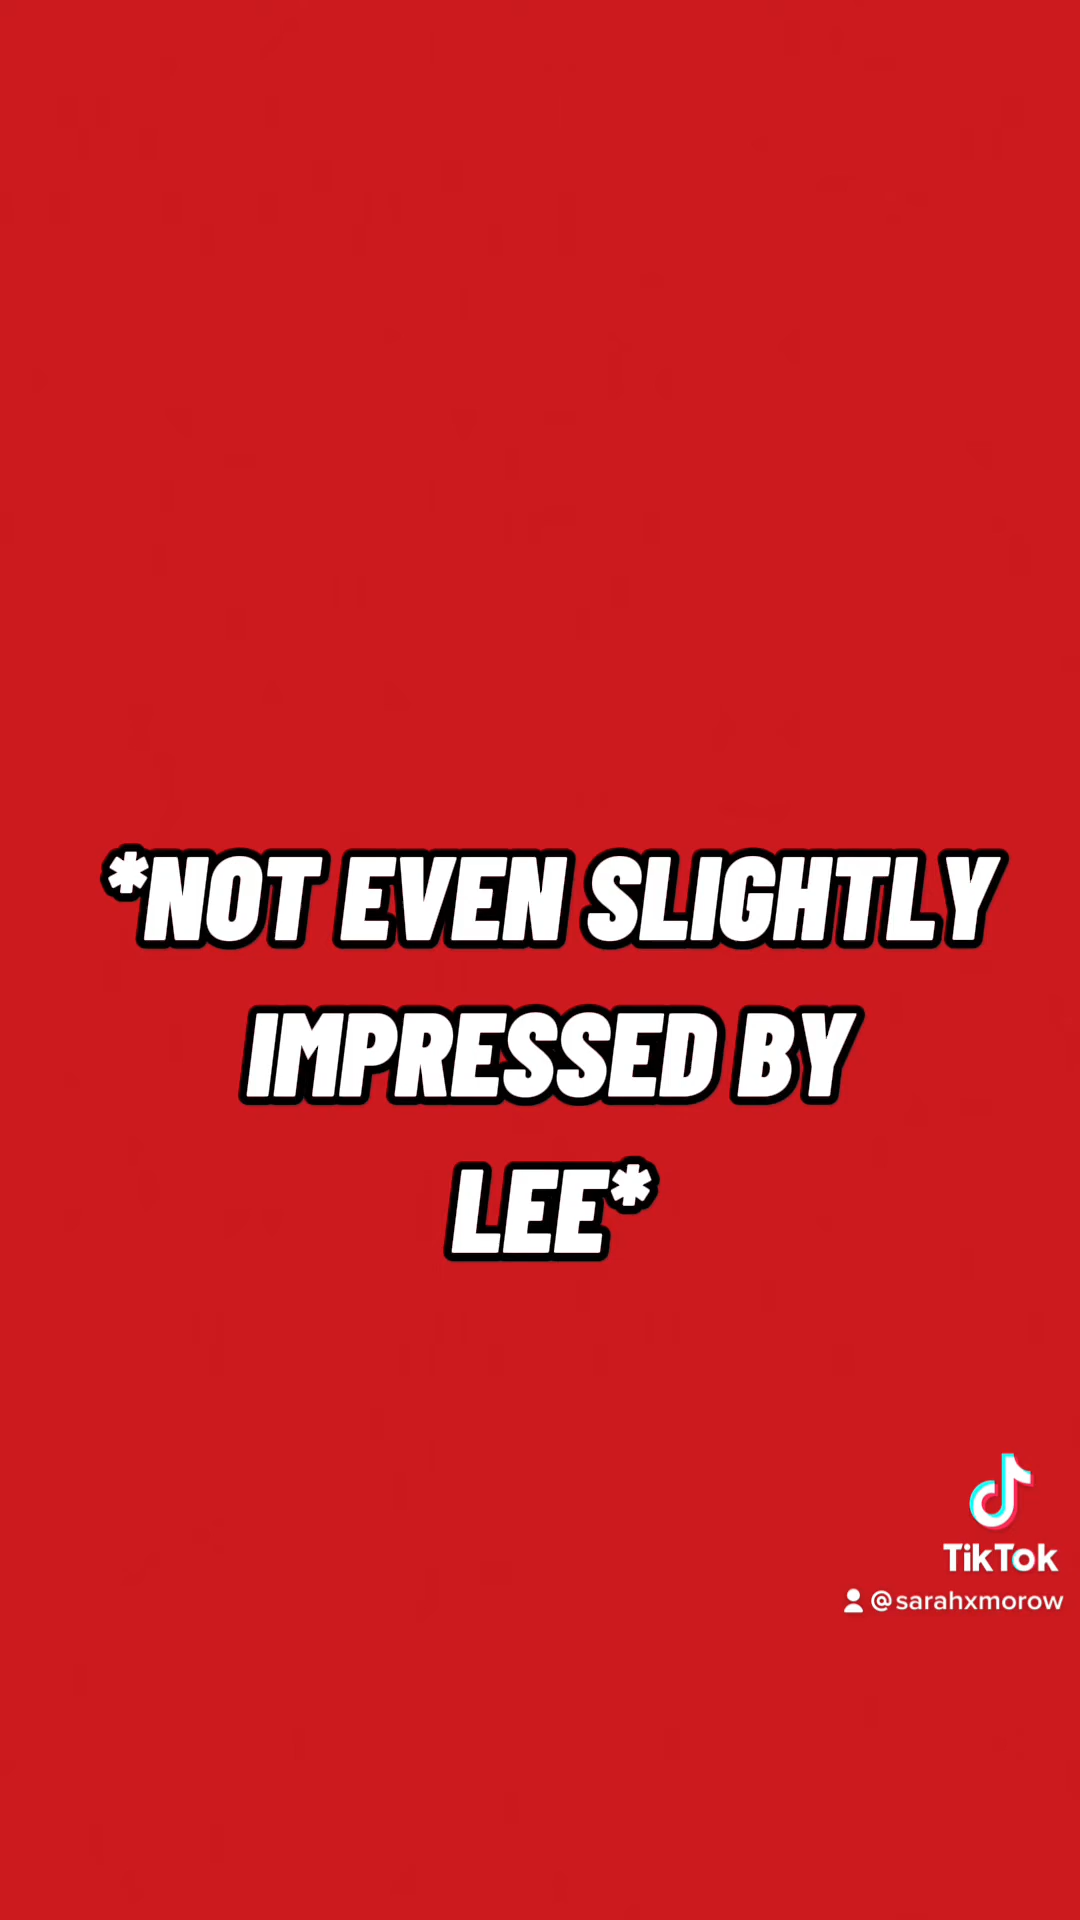 *NOT EVEN SLIGHTLY
IMPRESSED BY
LEE*
TikTok
@sarahxmorow